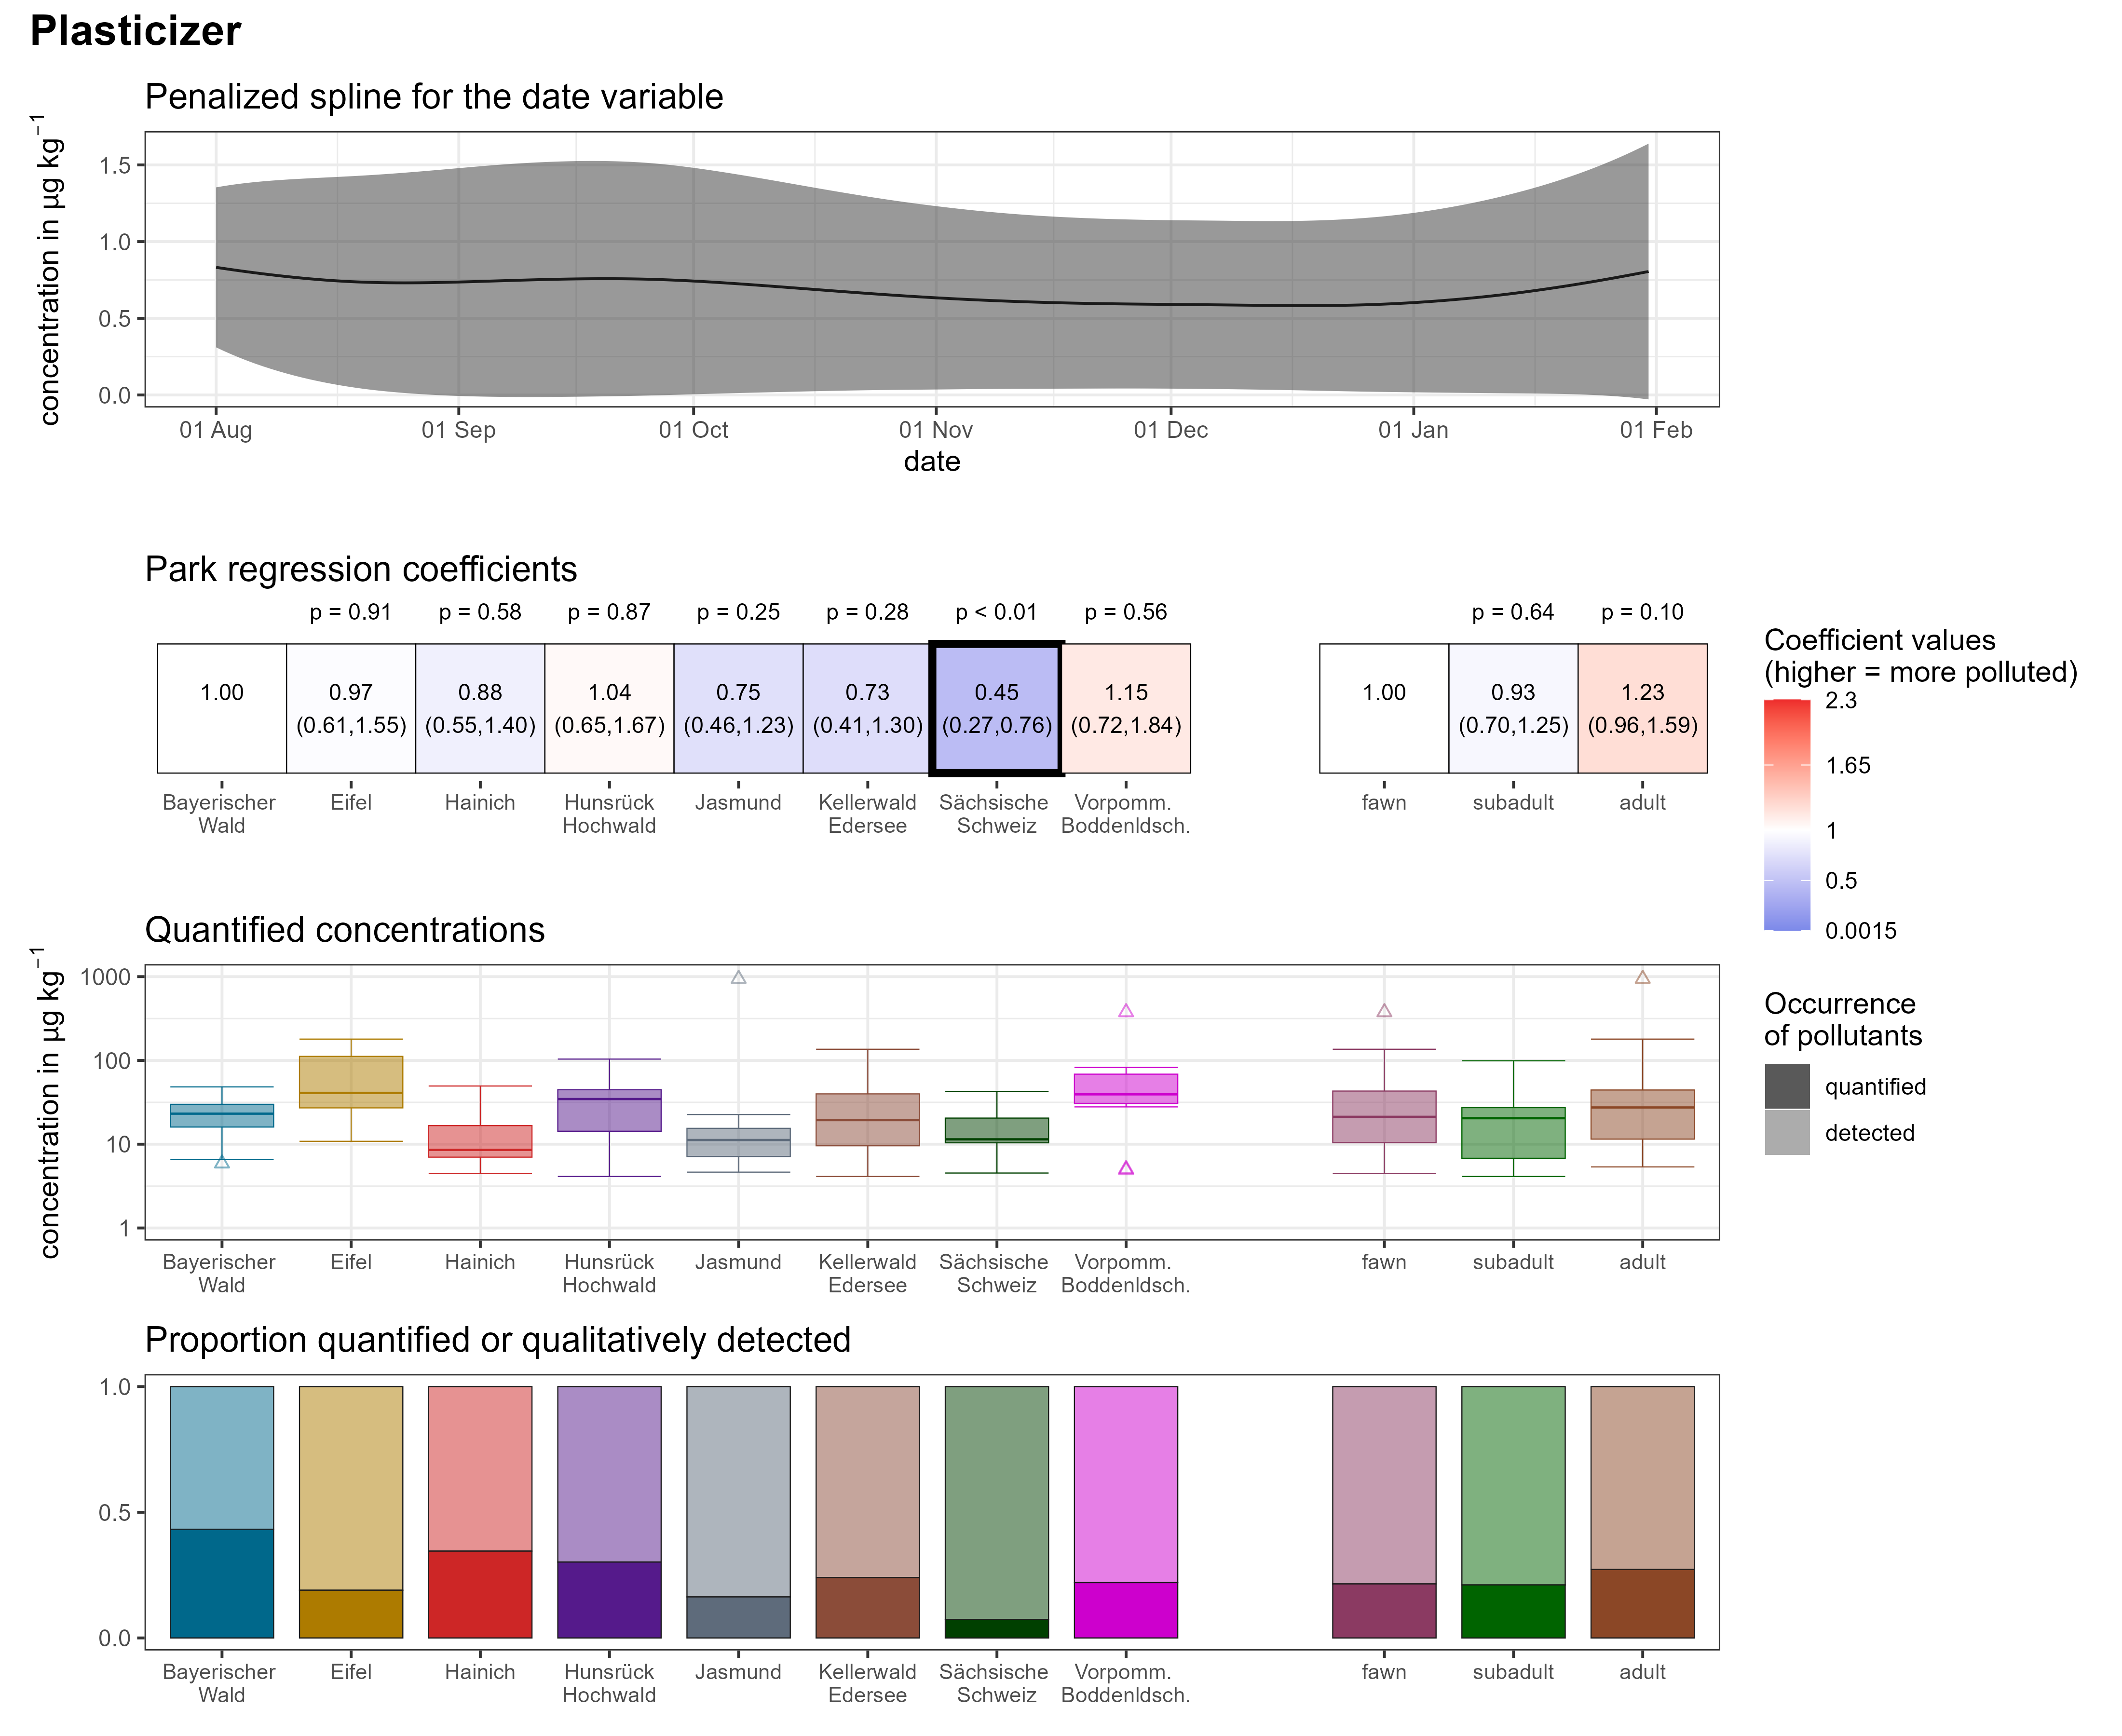 Plasticizer
Penalized spline for the date variable
concentration in µg kg⁻¹
1.5
1.0
0.5
0.0
01 Aug 01 Sep 01 Oct 01 Nov 01 Dec 01 Jan 01 Feb
date
Park regression coefficients
p = 0.91 p = 0.58 p = 0.87 p = 0.25 p = 0.28 p < 0.01 p = 0.56 p = 0.64 p = 0.10
1.00 0.97 0.88 1.04 0.75 0.73 0.45 1.15 1.00 0.93 1.23
(0.61,1.55) (0.55,1.40) (0.65,1.67) (0.46,1.23) (0.41,1.30) (0.27,0.76) (0.72,1.84) (0.70,1.25) (0.96,1.59)
Bayerischer Eifel Hainich Hunsrück Jasmund Kellerwald Sächsische Vorpomm. fawn subadult adult
Wald Hochwald Edersee Schweiz Boddenldsch.
Coefficient values
(higher = more polluted)
2.3
1.65
1
0.5
0.0015
Quantified concentrations
concentration in µg kg⁻¹
1000
100
10
1
Bayerischer Eifel Hainich Hunsrück Jasmund Kellerwald Sächsische Vorpomm. fawn subadult adult
Wald Hochwald Edersee Schweiz Boddenldsch.
Occurrence
of pollutants
quantified
detected
Proportion quantified or qualitatively detected
1.0
0.5
0.0
Bayerischer Eifel Hainich Hunsrück Jasmund Kellerwald Sächsische Vorpomm. fawn subadult adult
Wald Hochwald Edersee Schweiz Boddenldsch.